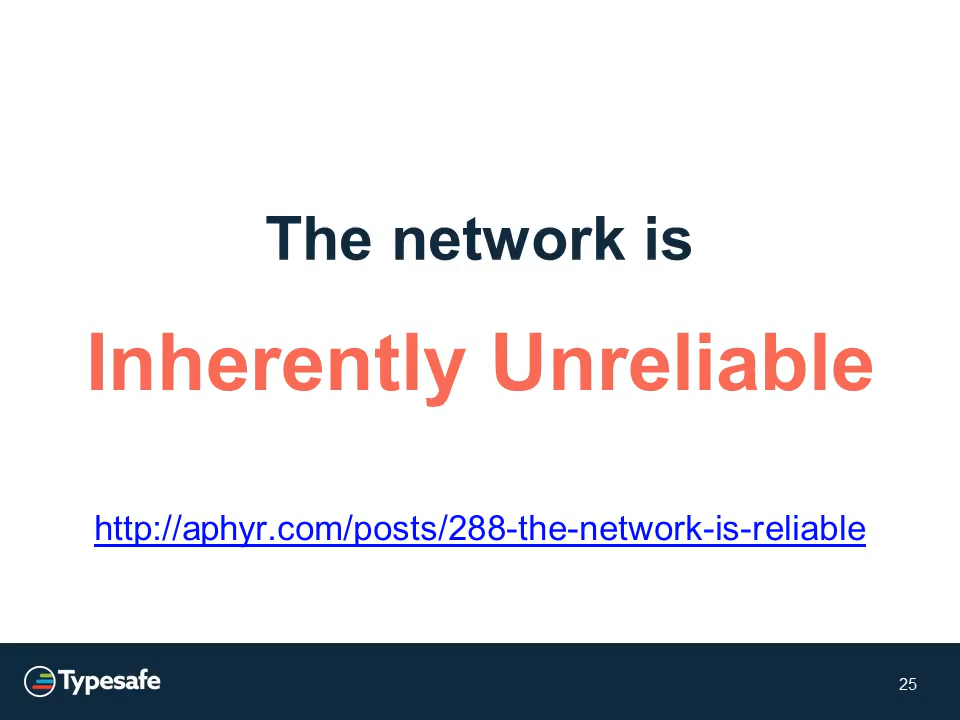 The network is
Inherently Unreliable
http://aphyr.com/posts/288-the-network-is-reliable
Typesafe
25